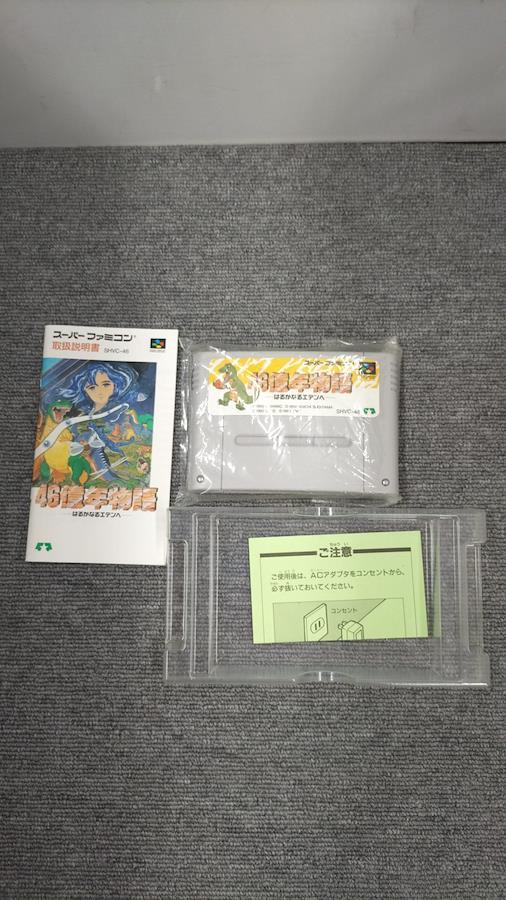 スーパーファミコン
取扱説明書 SHVC-46
46億年物語
はるかなるエデンへ
スーパーファミコン
46億年物語
はるかなるエデンへ
SHVC-46
ちゅうい
ご注意
ご使用後は、ACアダプタをコンセントから、
必ず抜いておいてください。
コンセント